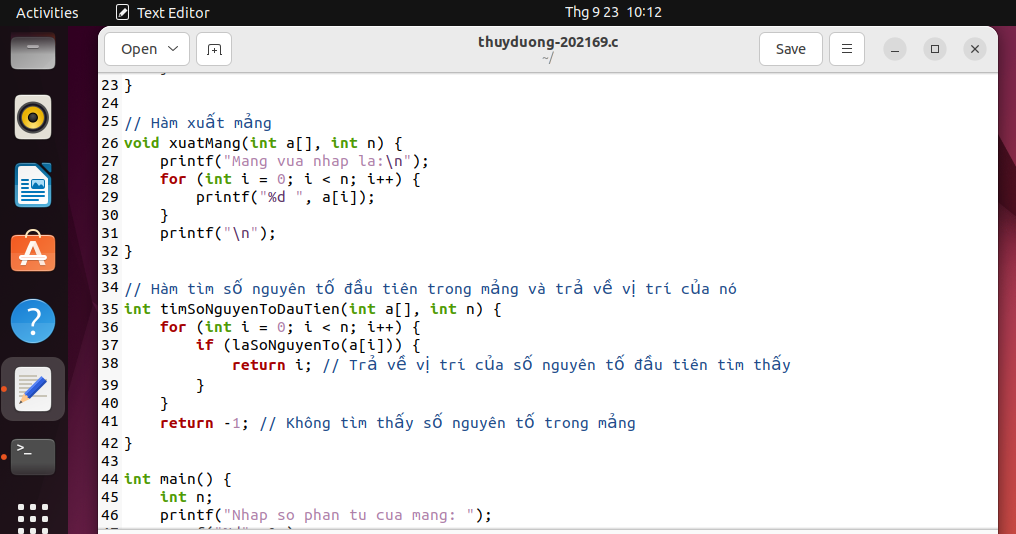 Activities
Text Editor
Thg 9 23 10:12
Open
thuyduong-202169.c
~/
Save
23 }
24
25 // Hàm xuất mảng
26 void xuatMang(int a[], int n) {
27     printf("Mang vua nhap la:\n");
28     for (int i = 0; i < n; i++) {
29         printf("%d ", a[i]);
30     }
31     printf("\n");
32 }
33
34 // Hàm tìm số nguyên tố đầu tiên trong mảng và trả về vị trí của nó
35 int timSoNguyenToDauTien(int a[], int n) {
36     for (int i = 0; i < n; i++) {
37         if (laSoNguyenTo(a[i])) {
38             return i; // Trả về vị trí của số nguyên tố đầu tiên tìm thấy
39         }
40     }
41     return -1; // Không tìm thấy số nguyên tố trong mảng
42 }
43
44 int main() {
45     int n;
46     printf("Nhap so phan tu cua mang: ");